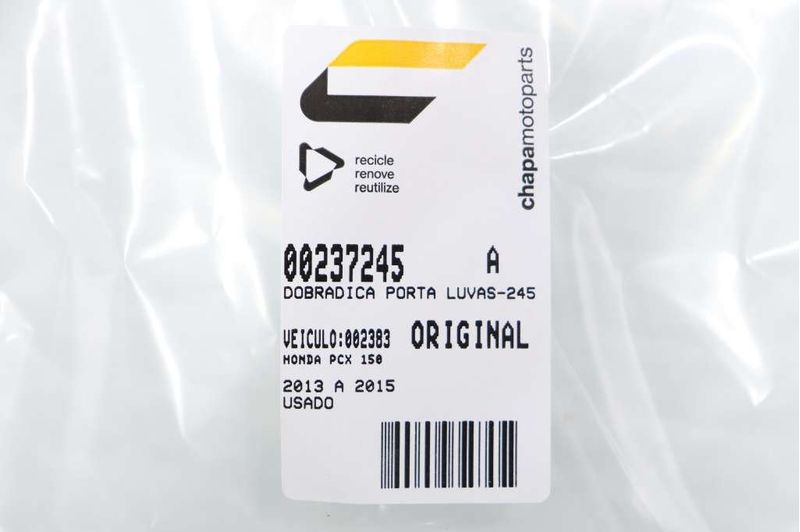 chapamotoparts
recicle
renove
reutilize
00237245 A
DOBRADICA PORTA LUVAS-245
VEICULO:002383 ORIGINAL
HONDA PCX 150
2013 A 2015
USADO